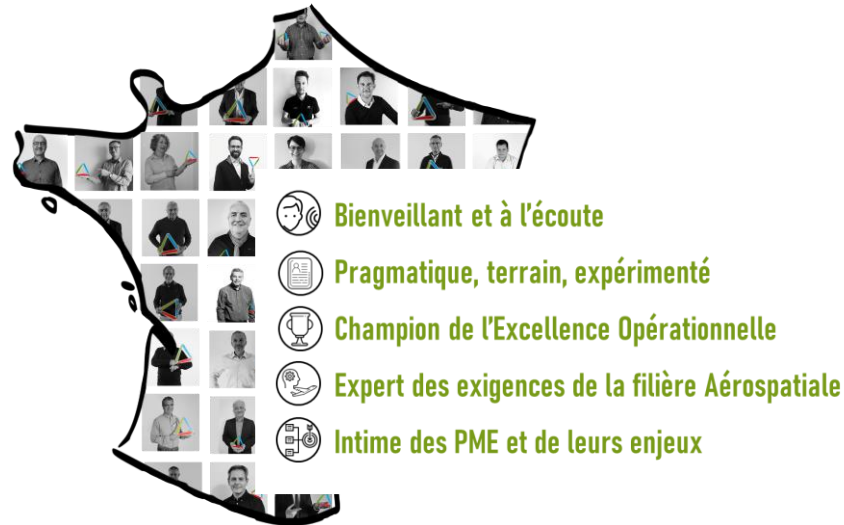 Bienveillant et à l'écoute
Pragmatique, terrain, expérimenté
Champion de l'Excellence Opérationnelle
Expert des exigences de la filière Aérospatiale
Intime des PME et de leurs enjeux